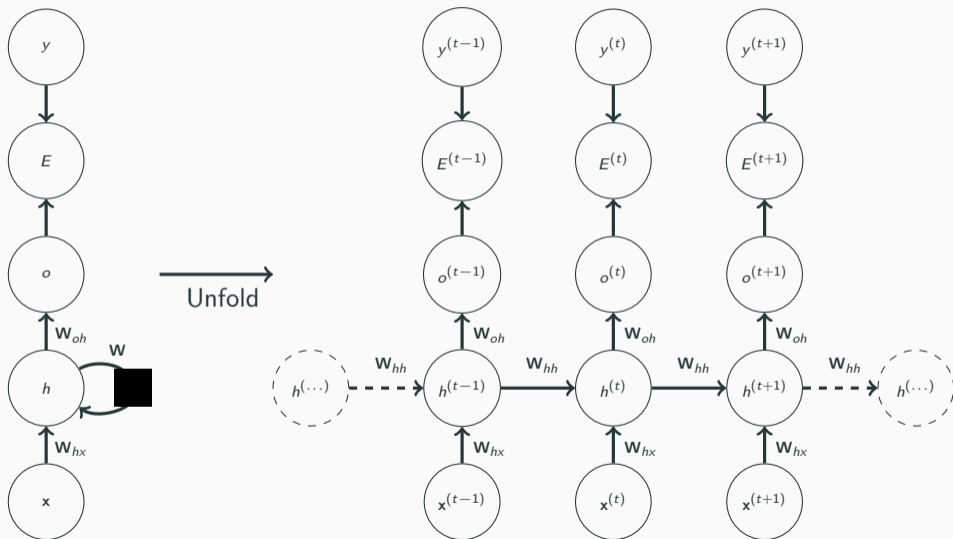 y
y^(t−1)
y^(t)
y^(t+1)
E
E^(t−1)
E^(t)
E^(t+1)
o
o^(t−1)
o^(t)
o^(t+1)
Unfold
W_oh
W
W_oh
W_oh
W_oh
W_hh
W_hh
W_hh
W_hh
h
h^(...)
h^(t−1)
h^(t)
h^(t+1)
h^(...)
W_hx
W_hx
W_hx
W_hx
x
x^(t−1)
x^(t)
x^(t+1)